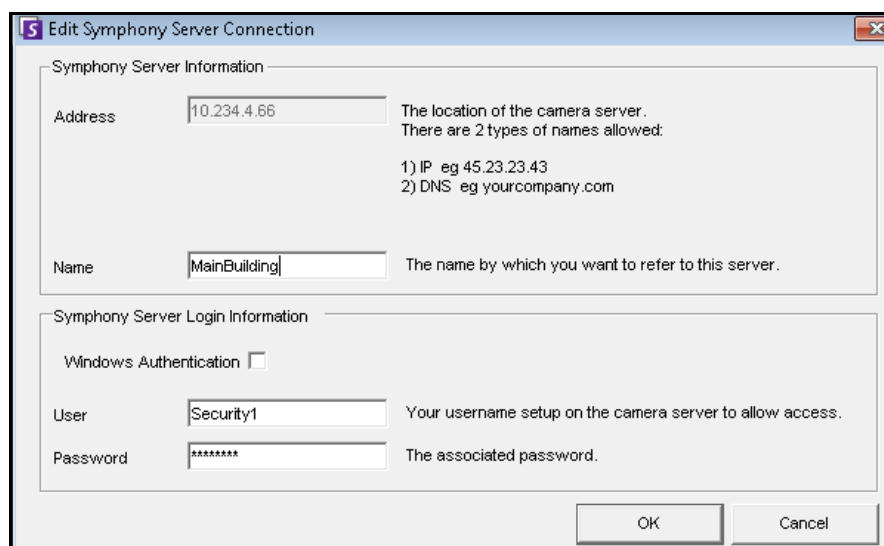 Edit Symphony Server Connection
Symphony Server Information
Address
10.234.4.66
The location of the camera server.
There are 2 types of names allowed:
1) IP eg 45.23.23.43
2) DNS eg yourcompany.com
Name
MainBuilding
The name by which you want to refer to this server.
Symphony Server Login Information
Windows Authentication
User
Security1
Your username setup on the camera server to allow access.
Password
********
The associated password.
OK
Cancel